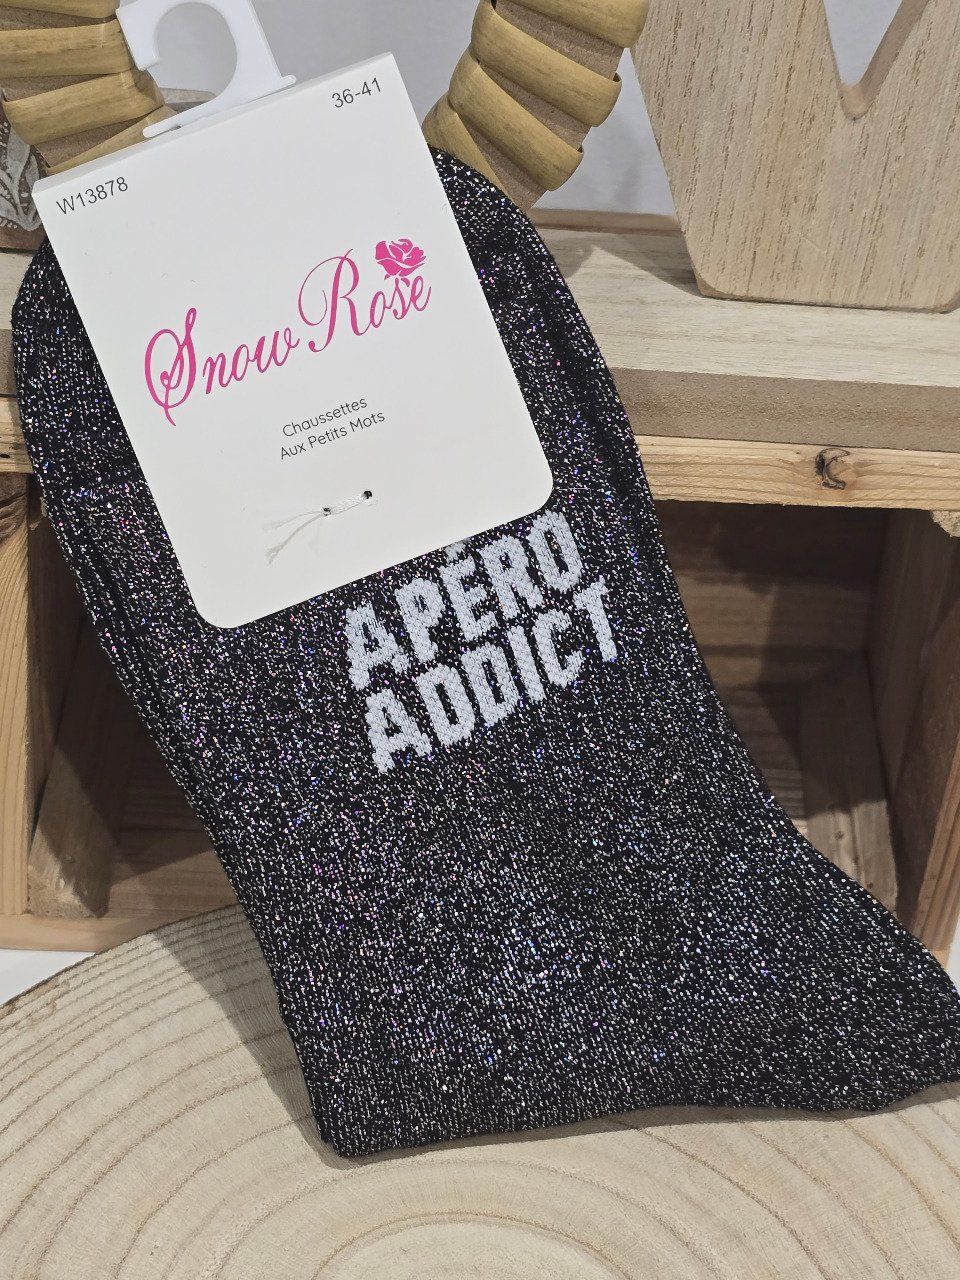 36-41
W13878
Snow Rose
Chaussettes
Aux Petits Mots
APÉRO
ADDICT